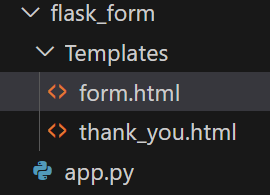 flask_form
Templates
form.html
thank_you.html
app.py